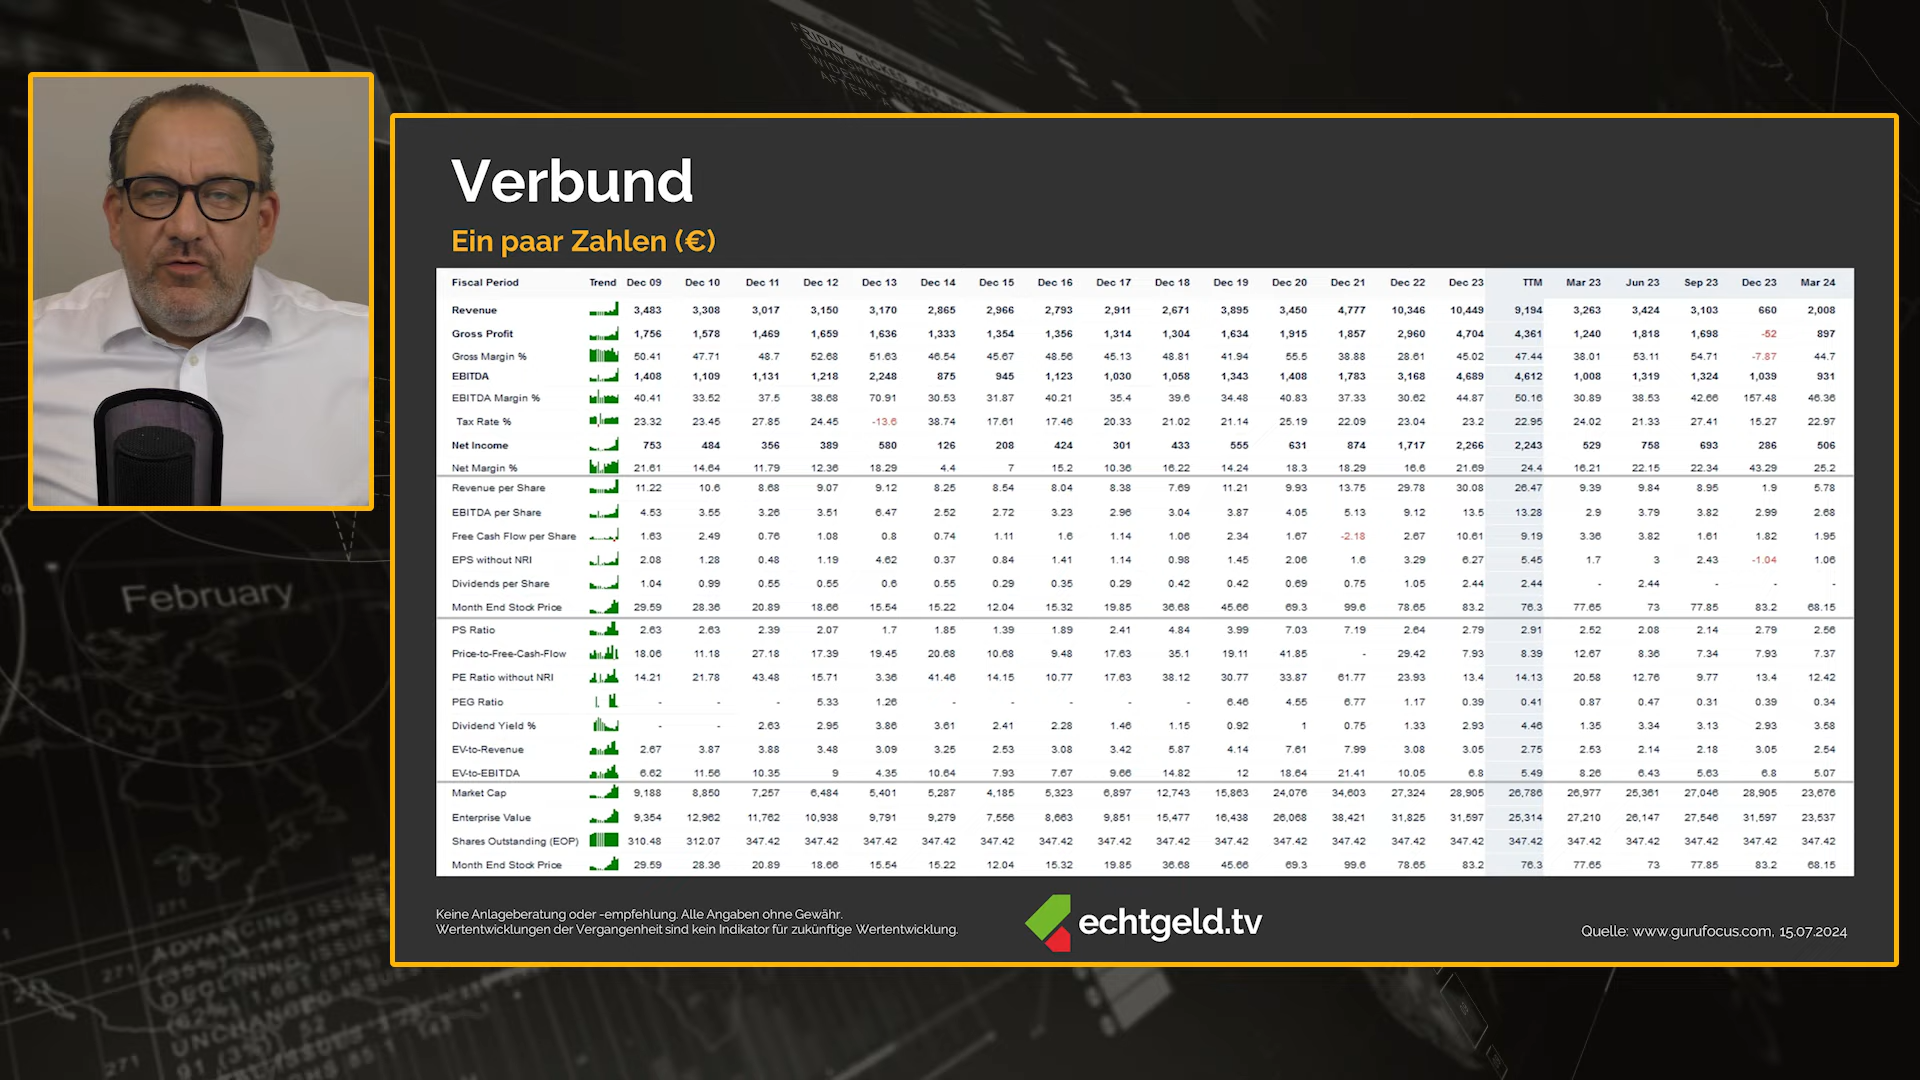 FRIDAY KICKED OFF
WIDENING
AFTER A
Verbund
Ein paar Zahlen (€)
Fiscal Period Trend Dec 09 Dec 10 Dec 11 Dec 12 Dec 13 Dec 14 Dec 15 Dec 16 Dec 17 Dec 18 Dec 19 Dec 20 Dec 21 Dec 22 Dec 23 TTM Mar 23 Jun 23 Sep 23 Dec 23 Mar 24
Revenue 3,483 3,308 3,017 3,150 3,170 2,865 2,966 2,793 2,911 2,671 3,895 3,450 4,777 10,346 10,449 9,194 3,263 3,424 3,103 660 2,008
Gross Profit 1,756 1,578 1,469 1,659 1,636 1,333 1,354 1,356 1,314 1,304 1,634 1,915 1,857 2,960 4,704 4,361 1,240 1,818 1,698 -52 897
Gross Margin % 50.41 47.71 48.7 52.68 51.63 46.54 45.67 48.56 45.13 48.81 41.94 55.5 38.88 28.61 45.02 47.44 38.01 53.11 54.71 -7.87 44.7
EBITDA 1,408 1,109 1,131 1,218 2,248 875 945 1,123 1,030 1,058 1,343 1,408 1,783 3,168 4,689 4,612 1,008 1,319 1,324 1,039 931
EBITDA Margin % 40.41 33.52 37.5 38.68 70.91 30.53 31.87 40.21 35.4 39.6 34.48 40.83 37.33 30.62 44.87 50.16 30.89 38.53 42.66 157.48 46.36
Tax Rate % 23.32 23.45 27.85 24.45 -13.6 38.74 17.61 17.46 20.33 21.02 21.14 25.19 22.09 23.04 23.2 22.95 24.02 21.33 27.41 15.27 22.97
Net Income 753 484 356 389 580 126 208 424 301 433 555 631 874 1,717 2,266 2,243 529 758 693 286 506
Net Margin % 21.61 14.64 11.79 12.36 18.29 4.4 7 15.2 10.36 16.22 14.24 18.3 18.29 16.6 21.69 24.4 16.21 22.15 22.34 43.29 25.2
Revenue per Share 11.22 10.6 8.68 9.07 9.12 8.25 8.54 8.04 8.38 7.69 11.21 9.93 13.75 29.78 30.08 26.47 9.39 9.84 8.95 1.9 5.78
EBITDA per Share 4.53 3.55 3.26 3.51 6.47 2.52 2.72 3.23 2.96 3.04 3.87 4.05 5.13 9.12 13.5 13.28 2.9 3.79 3.82 2.99 2.68
Free Cash Flow per Share 1.63 2.49 0.76 1.08 0.8 0.74 1.11 1.6 1.14 1.06 2.34 1.67 -2.18 2.67 10.61 9.19 3.36 3.82 1.61 1.82 1.95
EPS without NRI 2.08 1.28 0.48 1.19 4.62 0.37 0.84 1.41 1.14 0.98 1.45 2.06 1.6 3.29 6.27 5.45 1.7 3 2.43 -1.04 1.06
Dividends per Share 1.04 0.99 0.55 0.55 0.6 0.55 0.29 0.35 0.29 0.42 0.42 0.69 0.75 1.05 2.44 2.44 - 2.44 - - -
Month End Stock Price 29.59 28.36 20.89 18.66 15.54 15.22 12.04 15.32 19.85 36.68 45.66 69.3 99.6 78.65 83.2 76.3 77.65 73 77.85 83.2 68.15
PS Ratio 2.63 2.63 2.39 2.07 1.7 1.85 1.39 1.89 2.41 4.84 3.99 7.03 7.19 2.64 2.79 2.91 2.52 2.08 2.14 2.79 2.56
Price-to-Free-Cash-Flow 18.06 11.18 27.18 17.39 19.45 20.68 10.68 9.48 17.63 35.1 19.11 41.85 - 29.42 7.93 8.39 12.67 8.36 7.34 7.93 7.37
PE Ratio without NRI 14.21 21.78 43.48 15.71 3.36 41.46 14.15 10.77 17.63 38.12 30.77 33.87 61.77 23.93 13.4 14.13 20.58 12.76 9.77 13.4 12.42
PEG Ratio - - - 5.33 1.26 - - - - - 6.46 4.55 6.77 1.17 0.39 0.41 0.87 0.47 0.31 0.39 0.34
Dividend Yield % - - 2.63 2.95 3.86 3.61 2.41 2.28 1.46 1.15 0.92 1 0.75 1.33 2.93 4.46 1.35 3.34 3.13 2.93 3.58
EV-to-Revenue 2.67 3.87 3.88 3.48 3.09 3.25 2.53 3.08 3.42 5.87 4.14 7.61 7.99 3.08 3.05 2.75 2.53 2.14 2.18 3.05 2.54
EV-to-EBITDA 6.62 11.56 10.35 9 4.35 10.64 7.93 7.67 9.66 14.82 12 18.64 21.41 10.05 6.8 5.49 8.26 6.43 5.63 6.8 5.07
Market Cap 9,188 8,850 7,257 6,484 5,401 5,287 4,185 5,323 6,897 12,743 15,863 24,076 34,603 27,324 28,905 26,786 26,977 25,361 27,046 28,905 23,676
Enterprise Value 9,354 12,962 11,762 10,938 9,791 9,279 7,556 8,663 9,851 15,477 16,438 26,068 38,421 31,825 31,597 25,314 27,210 26,147 27,546 31,597 23,537
Shares Outstanding (EOP) 310.48 312.07 347.42 347.42 347.42 347.42 347.42 347.42 347.42 347.42 347.42 347.42 347.42 347.42 347.42 347.42 347.42 347.42 347.42 347.42 347.42
Month End Stock Price 29.59 28.36 20.89 18.66 15.54 15.22 12.04 15.32 19.85 36.68 45.66 69.3 99.6 78.65 83.2 76.3 77.65 73 77.85 83.2 68.15
Keine Anlageberatung oder -empfehlung. Alle Angaben ohne Gewähr.
Wertentwicklungen der Vergangenheit sind kein Indikator für zukünftige Wertentwicklung.
echtgeld.tv
Quelle: www.gurufocus.com, 15.07.2024
February
ADVANCING ISSUES
DECLINING ISSUES
UNCHANGED ISSUES